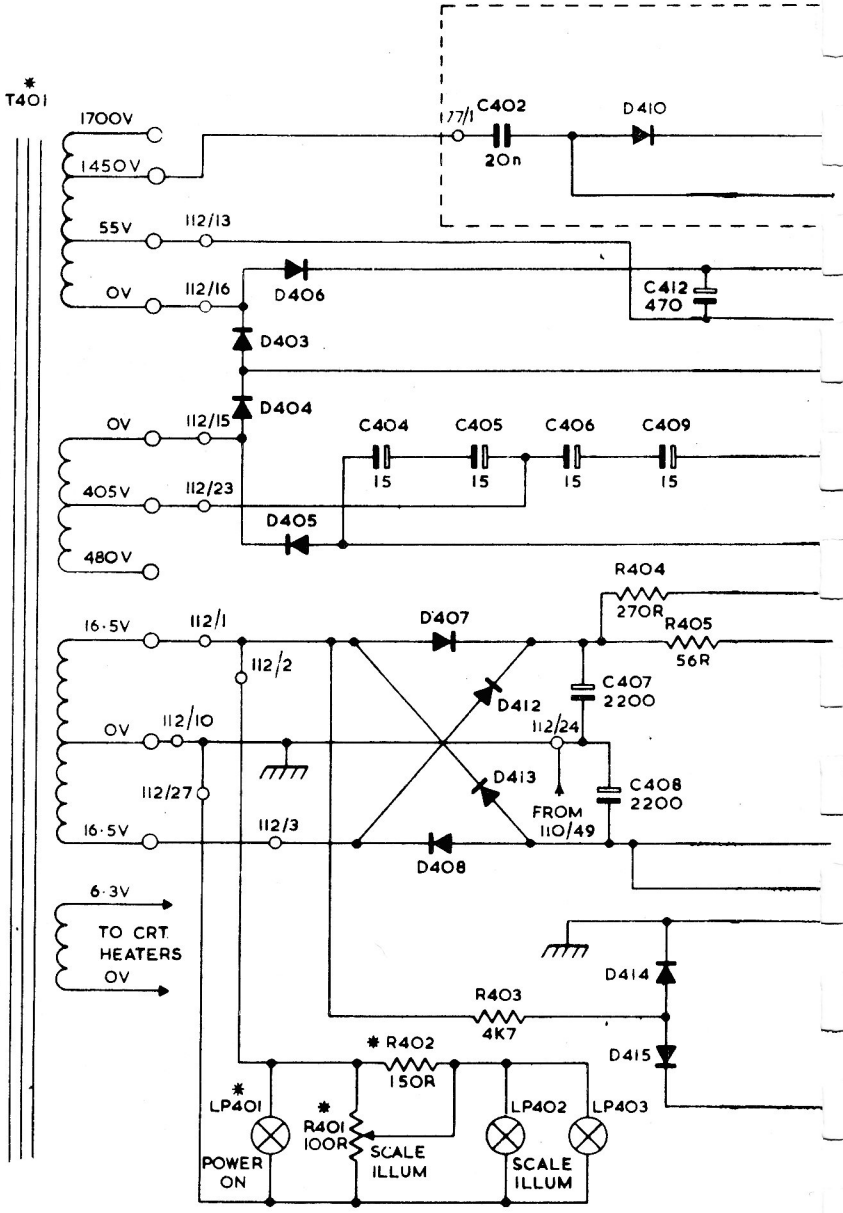 *
T401
1700V
1450V
77/1
C402
20n
D410
55V
112/13
0V
112/16
D406
C412
470
D403
D404
0V
112/15
C404
15
C405
15
C406
15
C409
15
405V
112/23
D405
480V
R404
270R
R405
56R
16·5V
112/1
D407
112/2
D412
C407
2200
0V
112/10
112/24
112/27
D413
FROM
110/49
C408
2200
16·5V
112/3
D408
6·3V
TO CRT.
HEATERS
0V
D414
R403
4K7
D415
* R402
150R
*
LP401
*
R401
100R
LP402
LP403
POWER
ON
SCALE
ILLUM
SCALE
ILLUM